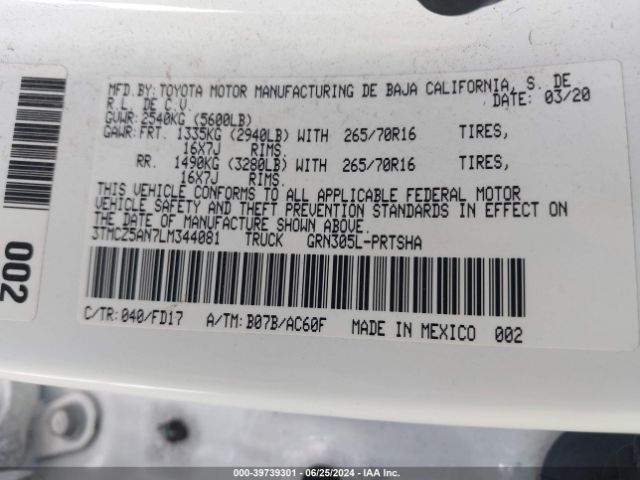 MFD.BY:TOYOTA MOTOR MANUFACTURING DE BAJA CALIFORNIA, S. DE
R.L. DE C.V. DATE: 03/20
GVWR:2540KG (5600LB)
GAWR:FRT. 1335KG (2940LB) WITH 265/70R16 TIRES,
16X7J RIMS.
RR. 1490KG (3280LB) WITH 265/70R16 TIRES,
16X7J RIMS.
THIS VEHICLE CONFORMS TO ALL APPLICABLE FEDERAL MOTOR
VEHICLE SAFETY AND THEFT PREVENTION STANDARDS IN EFFECT ON
THE DATE OF MANUFACTURE SHOWN ABOVE.
3TMCZ5AN7LM344081 TRUCK GRN305L-PRTSHA
C/TR:040/FD17 A/TM:B07B/AC60F MADE IN MEXICO 002
002
000-39739301 - 06/25/2024 - IAA Inc.